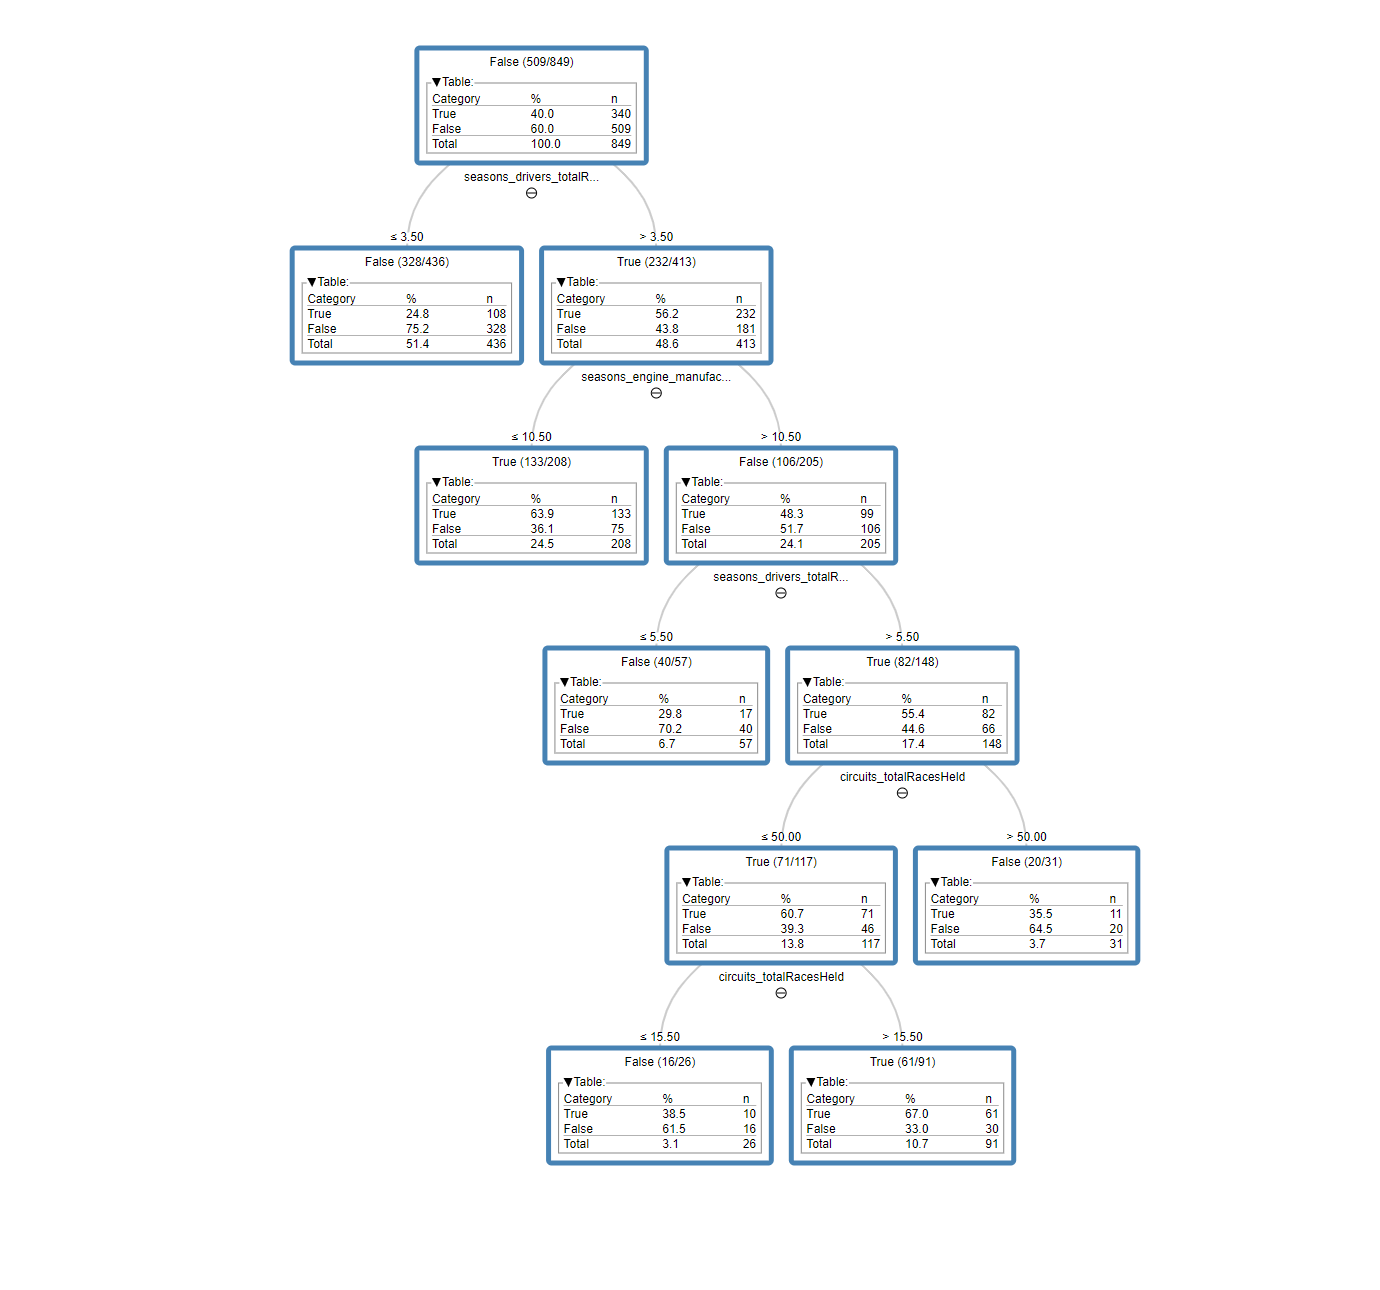 False (509/849)
▼Table:
Category % n
True 40.0 340
False 60.0 509
Total 100.0 849
seasons_drivers_totalR...
≤ 3.50
> 3.50
False (328/436)
▼Table:
Category % n
True 24.8 108
False 75.2 328
Total 51.4 436
True (232/413)
▼Table:
Category % n
True 56.2 232
False 43.8 181
Total 48.6 413
seasons_engine_manufac...
≤ 10.50
> 10.50
True (133/208)
▼Table:
Category % n
True 63.9 133
False 36.1 75
Total 24.5 208
False (106/205)
▼Table:
Category % n
True 48.3 99
False 51.7 106
Total 24.1 205
seasons_drivers_totalR...
≤ 5.50
> 5.50
False (40/57)
▼Table:
Category % n
True 29.8 17
False 70.2 40
Total 6.7 57
True (82/148)
▼Table:
Category % n
True 55.4 82
False 44.6 66
Total 17.4 148
circuits_totalRacesHeld
≤ 50.00
> 50.00
True (71/117)
▼Table:
Category % n
True 60.7 71
False 39.3 46
Total 13.8 117
False (20/31)
▼Table:
Category % n
True 35.5 11
False 64.5 20
Total 3.7 31
circuits_totalRacesHeld
≤ 15.50
> 15.50
False (16/26)
▼Table:
Category % n
True 38.5 10
False 61.5 16
Total 3.1 26
True (61/91)
▼Table:
Category % n
True 67.0 61
False 33.0 30
Total 10.7 91